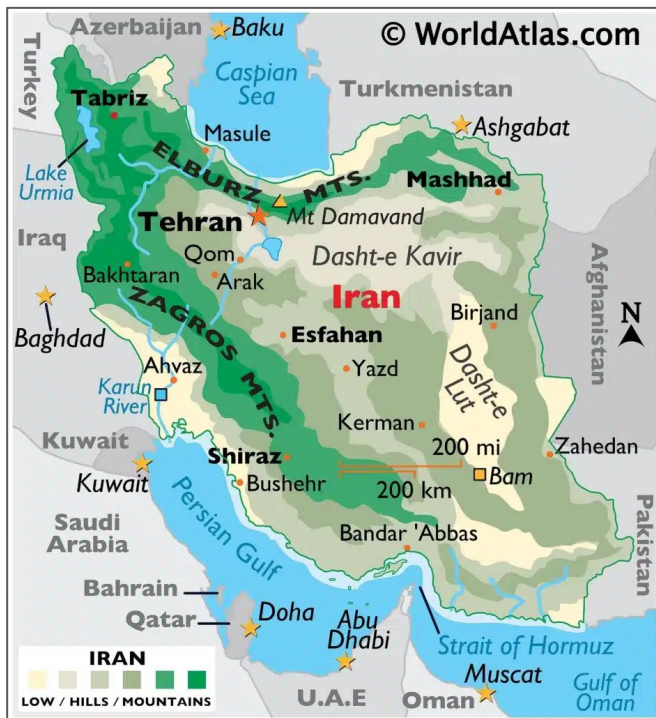 © WorldAtlas.com
Azerbaijan
Baku
Turkey
Caspian
Sea
Turkmenistan
Tabriz
Ashgabat
Masule
Lake
Urmia
ELBURZ MTS.
Mashhad
Tehran
Mt Damavand
Iraq
Qom
Dasht-e Kavir
Bakhtaran
Arak
Afghanistan
Iran
Baghdad
ZAGROS MTS.
Birjand
N
Esfahan
Ahvaz
Yazd
Dasht-e
Lut
Karun
River
Kerman
Kuwait
200 mi
Zahedan
Shiraz
Kuwait
Bushehr
200 km
Bam
Pakistan
Saudi
Arabia
Persian Gulf
Bandar 'Abbas
Bahrain
Qatar
Doha
Abu
Dhabi
Strait of Hormuz
Muscat
Gulf of
Oman
U.A.E
Oman
IRAN
LOW / HILLS / MOUNTAINS